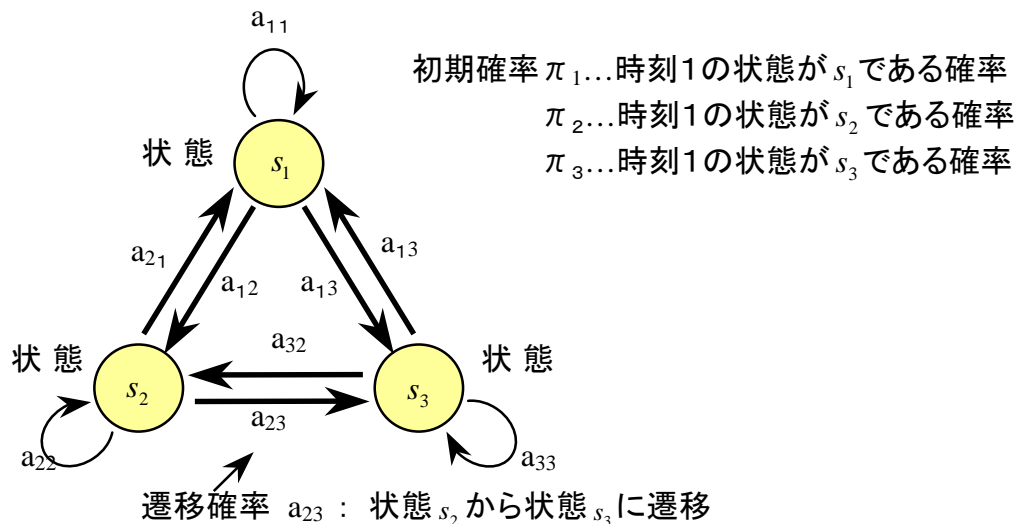 a₁₁
初期確率 π₁…時刻1の状態が s₁ である確率
π₂…時刻1の状態が s₂ である確率
π₃…時刻1の状態が s₃ である確率
状 態
s₁
a₂₁
a₁₂
a₁₃
a₁₃
状 態
a₃₂
状 態
s₂
s₃
a₂₃
a₂₂
a₃₃
遷移確率 a₂₃ : 状態 s₂ から状態 s₃ に遷移